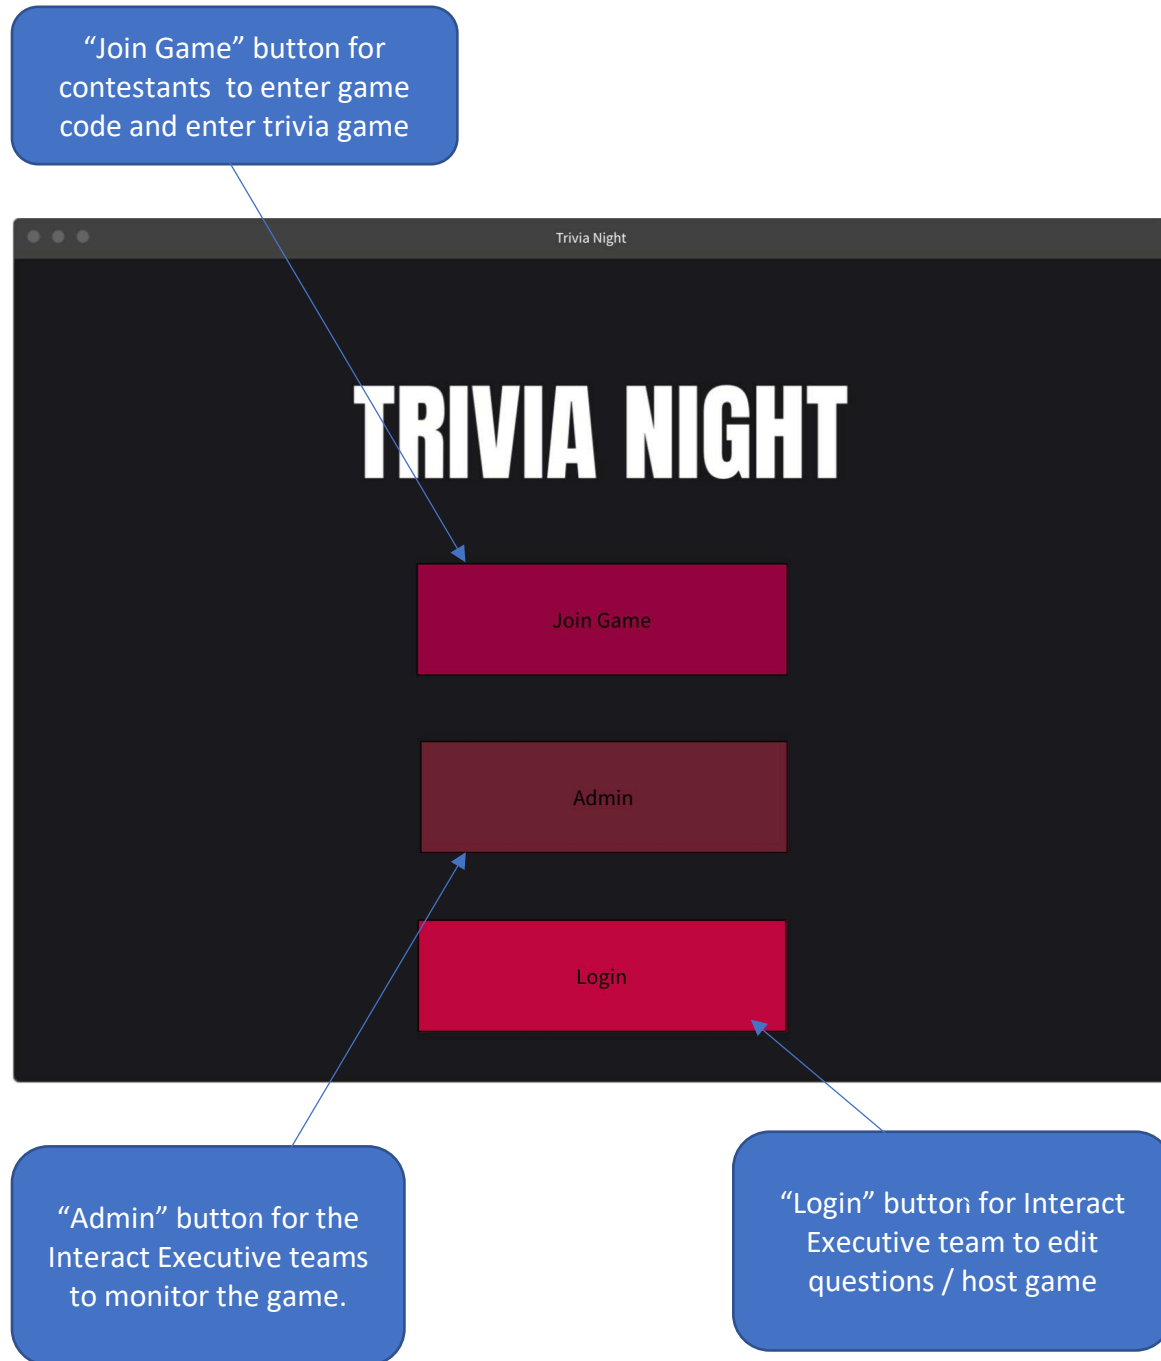 “Join Game” button for
contestants  to enter game
code and enter trivia game
Trivia Night
TRIVIA NIGHT
Join Game
Admin
Login
“Admin” button for the
Interact Executive teams
to monitor the game.
“Login” button for Interact
Executive team to edit
questions / host game